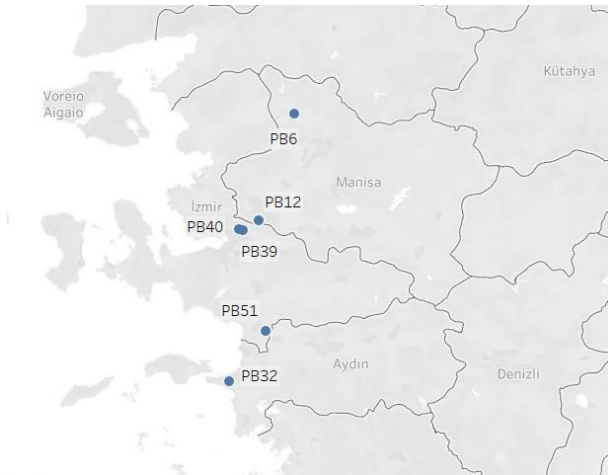 Kütahya
Voreio
Aigaio
PB6
Manisa
İzmir
PB12
PB40
PB39
PB51
Aydın
PB32
Denizli